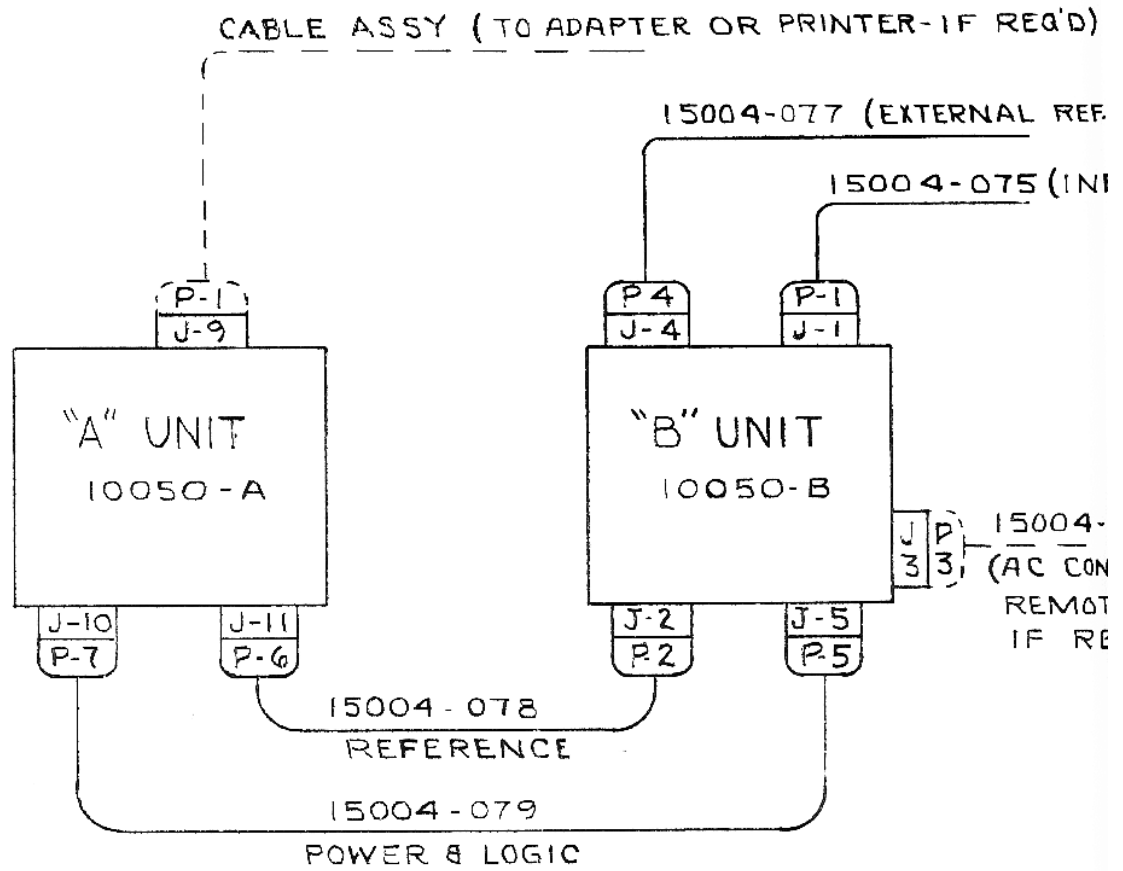 CABLE ASSY (TO ADAPTER OR PRINTER-IF REQ'D)
15004-077 (EXTERNAL REF.
15004-075 (IN
P-1
J-9
P4
J-4
P-1
J-1
"A" UNIT
10050-A
"B" UNIT
10050-B
J
3
P
3
15004-
(AC CON
REMOT
IF RE
J-10
P-7
J-11
P-6
J-2
P-2
J-5
P-5
15004-078
REFERENCE
15004-079
POWER & LOGIC